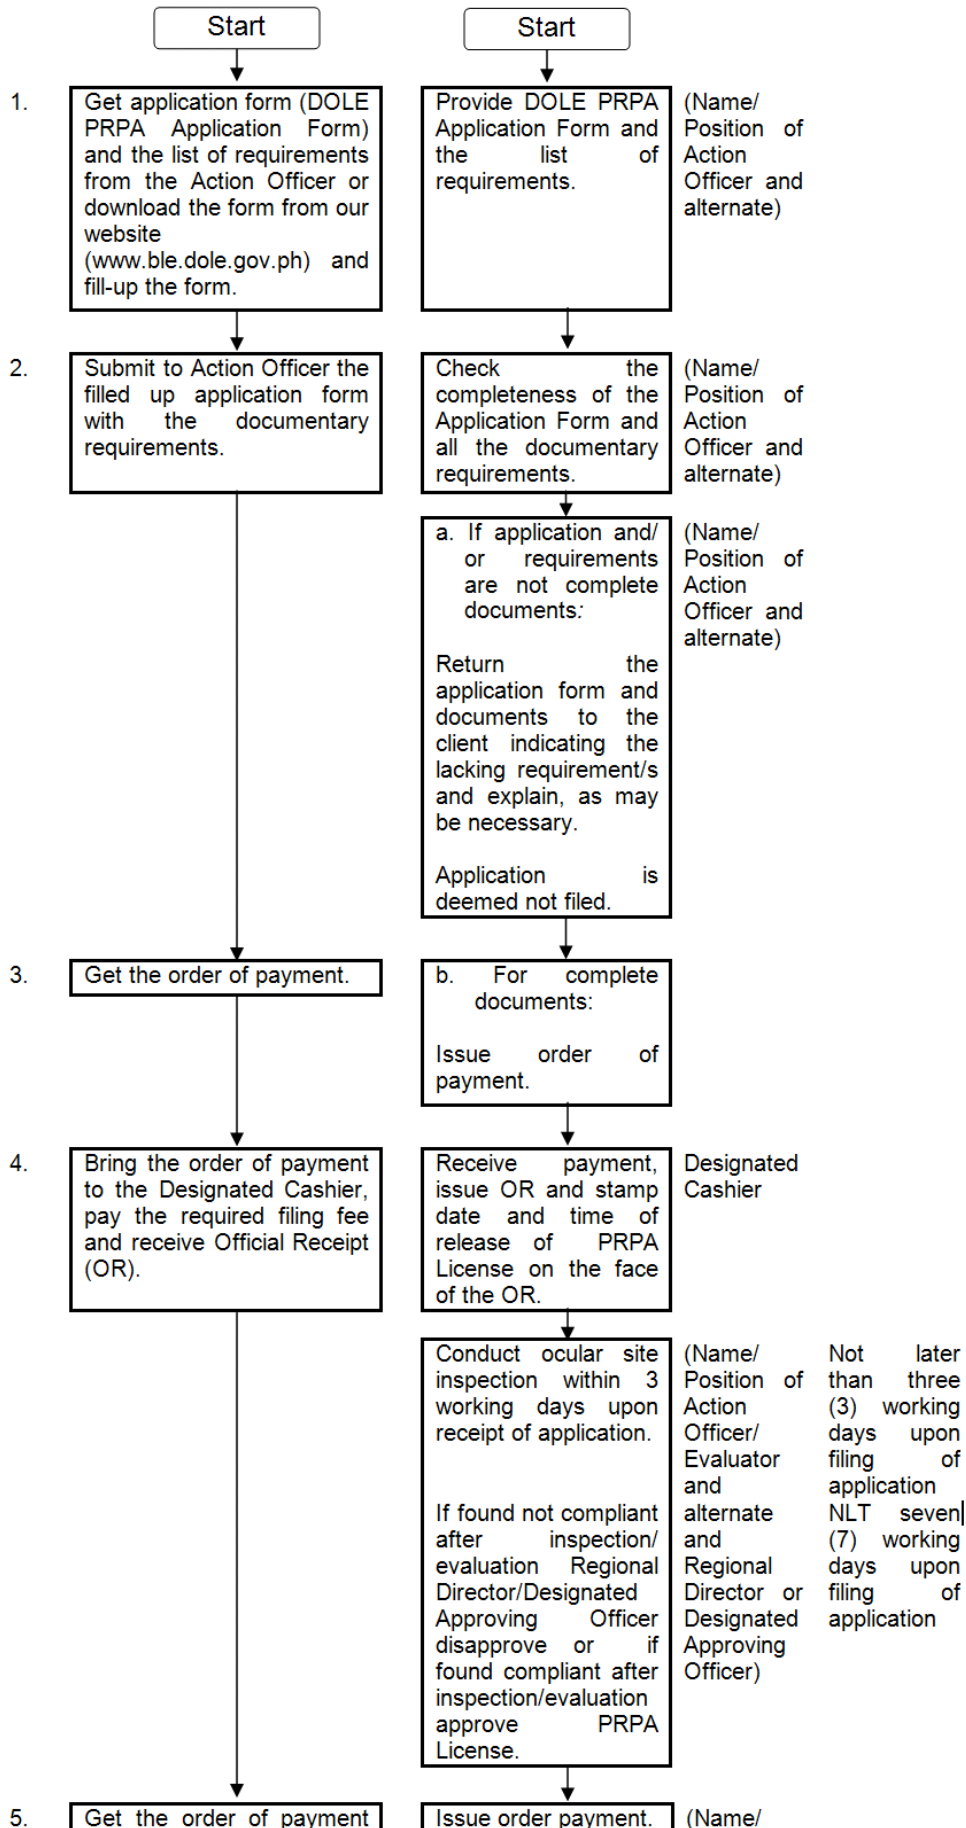 Start
Start
1.
Get application form (DOLE
PRPA Application Form)
and the list of requirements
from the Action Officer or
download the form from our
website
(www.ble.dole.gov.ph) and
fill-up the form.
Provide DOLE PRPA
Application Form and
the list of
requirements.
(Name/
Position of
Action
Officer and
alternate)
2.
Submit to Action Officer the
filled up application form
with the documentary
requirements.
Check the
completeness of the
Application Form and
all the documentary
requirements.
(Name/
Position of
Action
Officer and
alternate)
a. If application and/
or requirements
are not complete
documents:
Return the
application form and
documents to the
client indicating the
lacking requirement/s
and explain, as may
be necessary.
Application is
deemed not filed.
(Name/
Position of
Action
Officer and
alternate)
3.
Get the order of payment.
b. For complete
documents:
Issue order of
payment.
4.
Bring the order of payment
to the Designated Cashier,
pay the required filing fee
and receive Official Receipt
(OR).
Receive payment,
issue OR and stamp
date and time of
release of PRPA
License on the face
of the OR.
Designated
Cashier
Conduct ocular site
inspection within 3
working days upon
receipt of application.
If found not compliant
after inspection/
evaluation Regional
Director/Designated
Approving Officer
disapprove or if
found compliant after
inspection/evaluation
approve PRPA
License.
(Name/
Position of
Action
Officer/
Evaluator
and
alternate
and
Regional
Director or
Designated
Approving
Officer)
Not later
than three
(3) working
days upon
filing of
application
NLT seven
(7) working
days upon
filing of
application
5.
Get the order of payment
Issue order payment.
(Name/